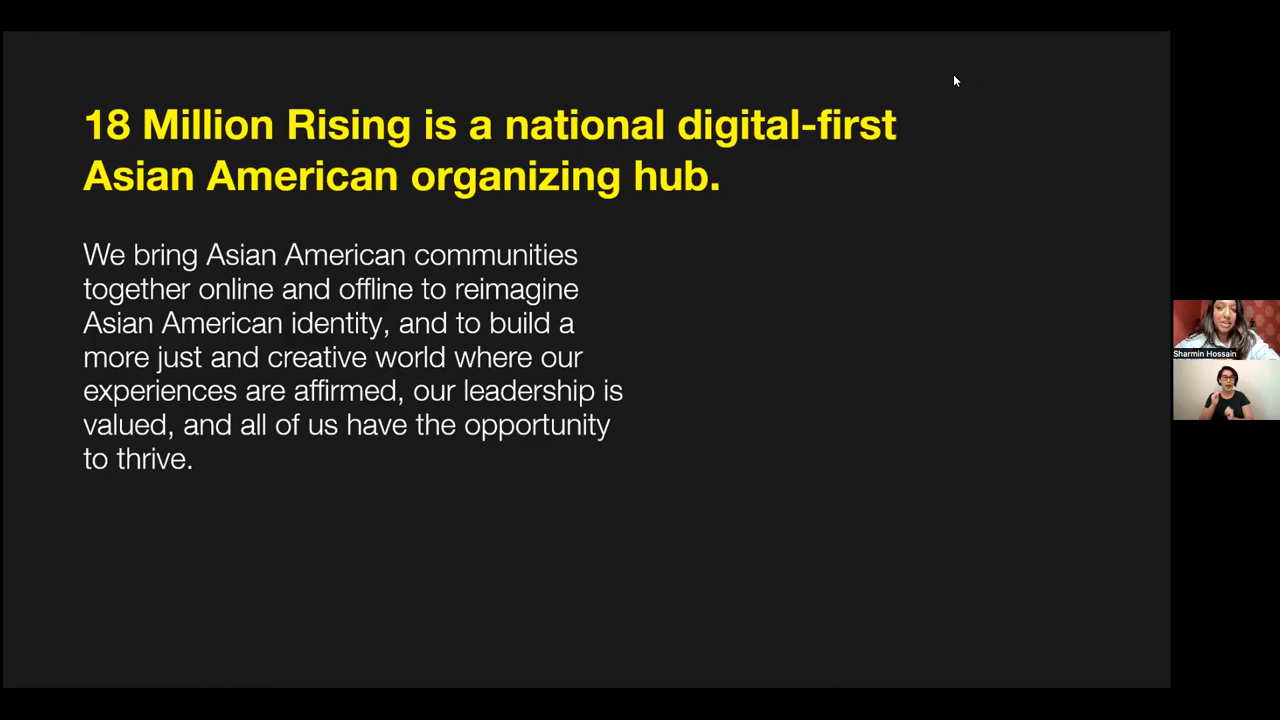 18 Million Rising is a national digital-first
Asian American organizing hub.
We bring Asian American communities
together online and offline to reimagine
Asian American identity, and to build a
more just and creative world where our
experiences are affirmed, our leadership is
valued, and all of us have the opportunity
to thrive.
Sharmin Hossain